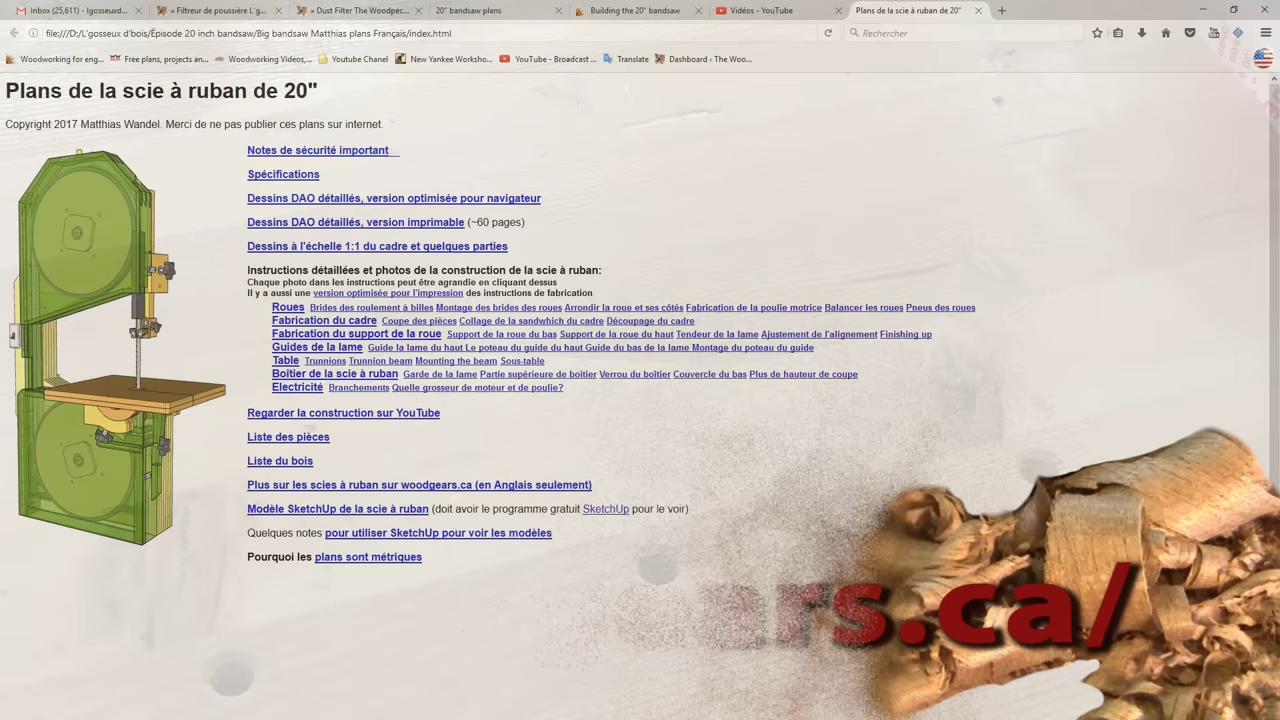 Inbox (25,611) - lgosseuxd...
» Filtreur de poussière L'g...
» Dust Filter The Woodpec...
20" bandsaw plans
Building the 20" bandsaw
Vidéos - YouTube
Plans de la scie à ruban de 20"
file:///D:/L'gosseux d'bois/Épisode 20 inch bandsaw/Big bandsaw Matthias plans Français/index.html
Rechercher
Woodworking for eng...
Free plans, projects an...
Woodworking Videos,...
Youtube Chanel
New Yankee Worksho...
YouTube - Broadcast ...
Translate
Dashboard ‹ The Woo...
Plans de la scie à ruban de 20"
Copyright 2017 Matthias Wandel. Merci de ne pas publier ces plans sur internet.
Notes de sécurité important
Spécifications
Dessins DAO détaillés, version optimisée pour navigateur
Dessins DAO détaillés, version imprimable (~60 pages)
Dessins à l'échelle 1:1 du cadre et quelques parties
Instructions détaillées et photos de la construction de la scie à ruban:
Chaque photo dans les instructions peut être agrandie en cliquant dessus
Il y a aussi une version optimisée pour l'impression des instructions de fabrication
Roues Brides des roulement à billes Montage des brides des roues Arrondir la roue et ses côtés Fabrication de la poulie motrice Balancer les roues Pneus des roues
Fabrication du cadre Coupe des pièces Collage de la sandwhich du cadre Découpage du cadre
Fabrication du support de la roue Support de la roue du bas Support de la roue du haut Tendeur de la lame Ajustement de l'alignement Finishing up
Guides de la lame Guide la lame du haut Le poteau du guide du haut Guide du bas de la lame Montage du poteau du guide
Table Trunnions Trunnion beam Mounting the beam Sous-table
Boîtier de la scie à ruban Garde de la lame Partie supérieure de boîtier Verrou du boîtier Couvercle du bas Plus de hauteur de coupe
Electricité Branchements Quelle grosseur de moteur et de poulie?
Regarder la construction sur YouTube
Liste des pièces
Liste du bois
Plus sur les scies à ruban sur woodgears.ca (en Anglais seulement)
Modèle SketchUp de la scie à ruban (doit avoir le programme gratuit SketchUp pour le voir)
Quelques notes pour utiliser SketchUp pour voir les modèles
Pourquoi les plans sont métriques
ars.ca/